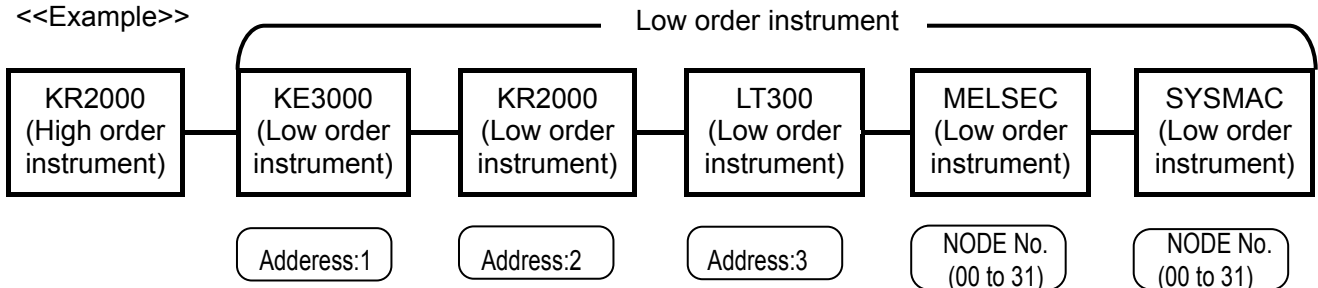 <<Example>>
Low order instrument
KR2000
(High order
instrument)
KE3000
(Low order
instrument)
KR2000
(Low order
instrument)
LT300
(Low order
instrument)
MELSEC
(Low order
instrument)
SYSMAC
(Low order
instrument)
Adderess:1
Address:2
Address:3
NODE No.
(00 to 31)
NODE No.
(00 to 31)